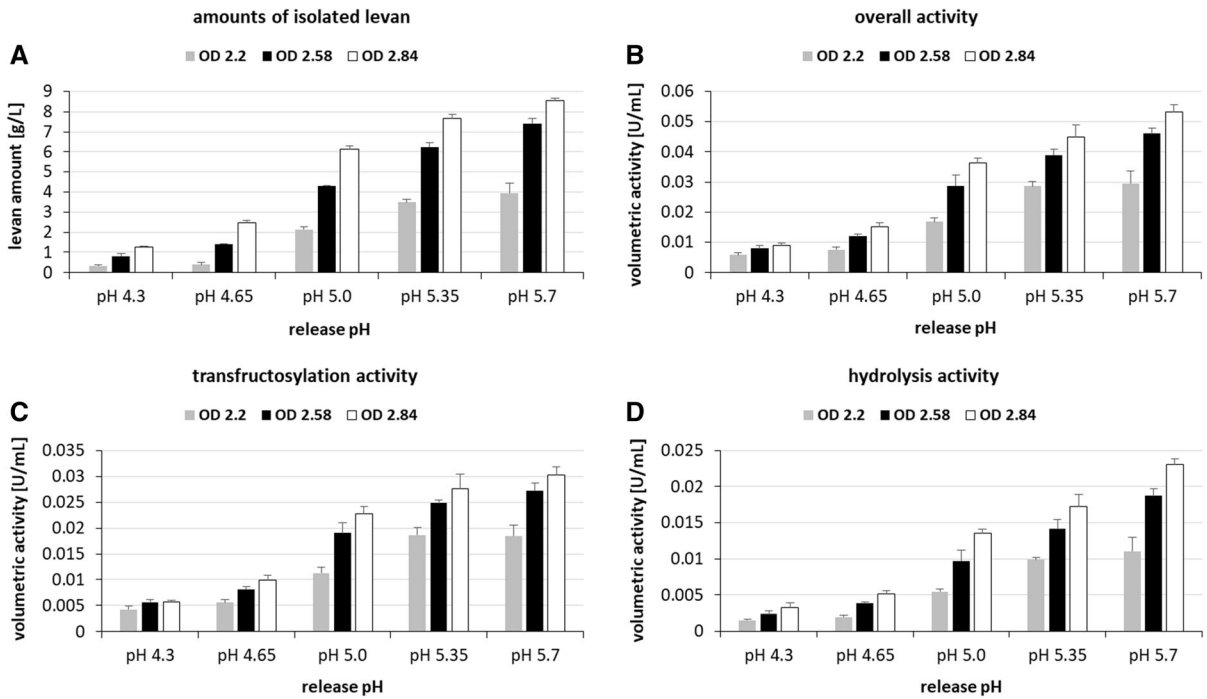 amounts of isolated levan
A
OD 2.2 OD 2.58 OD 2.84
levan amount [g/L]
9
8
7
6
5
4
3
2
1
0
pH 4.3 pH 4.65 pH 5.0 pH 5.35 pH 5.7
release pH
overall activity
B
OD 2.2 OD 2.58 OD 2.84
volumetric activity [U/mL]
0.06
0.05
0.04
0.03
0.02
0.01
0
pH 4.3 pH 4.65 pH 5.0 pH 5.35 pH 5.7
release pH
transfructosylation activity
C
OD 2.2 OD 2.58 OD 2.84
volumetric activity [U/mL]
0.035
0.03
0.025
0.02
0.015
0.01
0.005
0
pH 4.3 pH 4.65 pH 5.0 pH 5.35 pH 5.7
release pH
hydrolysis activity
D
OD 2.2 OD 2.58 OD 2.84
volumetric activity [U/mL]
0.025
0.02
0.015
0.01
0.005
0
pH 4.3 pH 4.65 pH 5.0 pH 5.35 pH 5.7
release pH